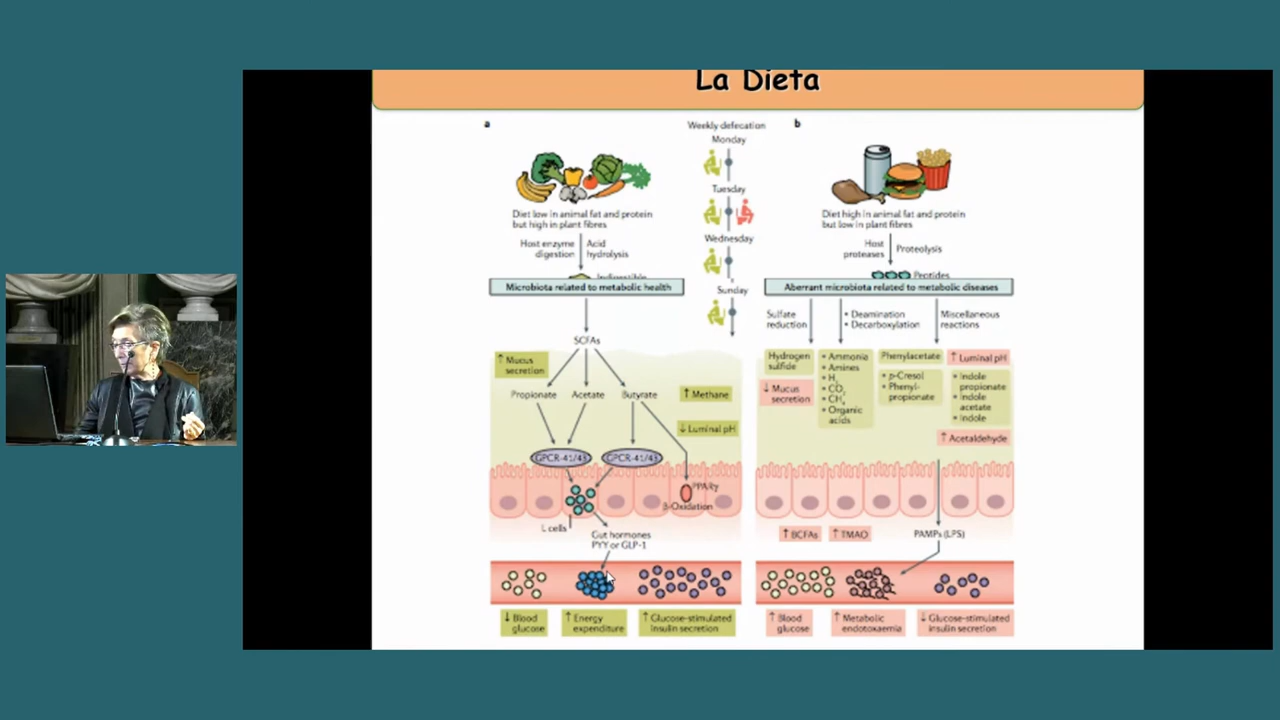 La Dieta
a
Weekly defecation
b
Monday
Tuesday
Wednesday
Sunday
Diet low in animal fat and protein
but high in plant fibres
Host enzyme
digestion
Acid
hydrolysis
Indigestible
Microbiota related to metabolic health
SCFAs
↑ Mucus
secretion
Propionate
Acetate
Butyrate
↑ Methane
↓ Luminal pH
GPCR-41/43
GPCR-41/43
PPARγ
β-Oxidation
L cells
Gut hormones
PYY or GLP-1
↓ Blood
glucose
↑ Energy
expenditure
↑ Glucose-stimulated
insulin secretion
Diet high in animal fat and protein
but low in plant fibres
Host
proteases
Proteolysis
Peptides
Aberrant microbiota related to metabolic diseases
Sulfate
reduction
• Deamination
• Decarboxylation
Miscellaneous
reactions
Hydrogen
sulfide
↓ Mucus
secretion
• Ammonia
• Amines
• H2
• CO2
• CH4
• Organic
acids
Phenylacetate
• p-Cresol
• Phenyl-
propionate
↑ Luminal pH
• Indole
propionate
• Indole
acetate
• Indole
↑ Acetaldehyde
↑ BCFAs
↑ TMAO
PAMPs (LPS)
↑ Blood
glucose
↑ Metabolic
endotoxaemia
↓ Glucose-stimulated
insulin secretion